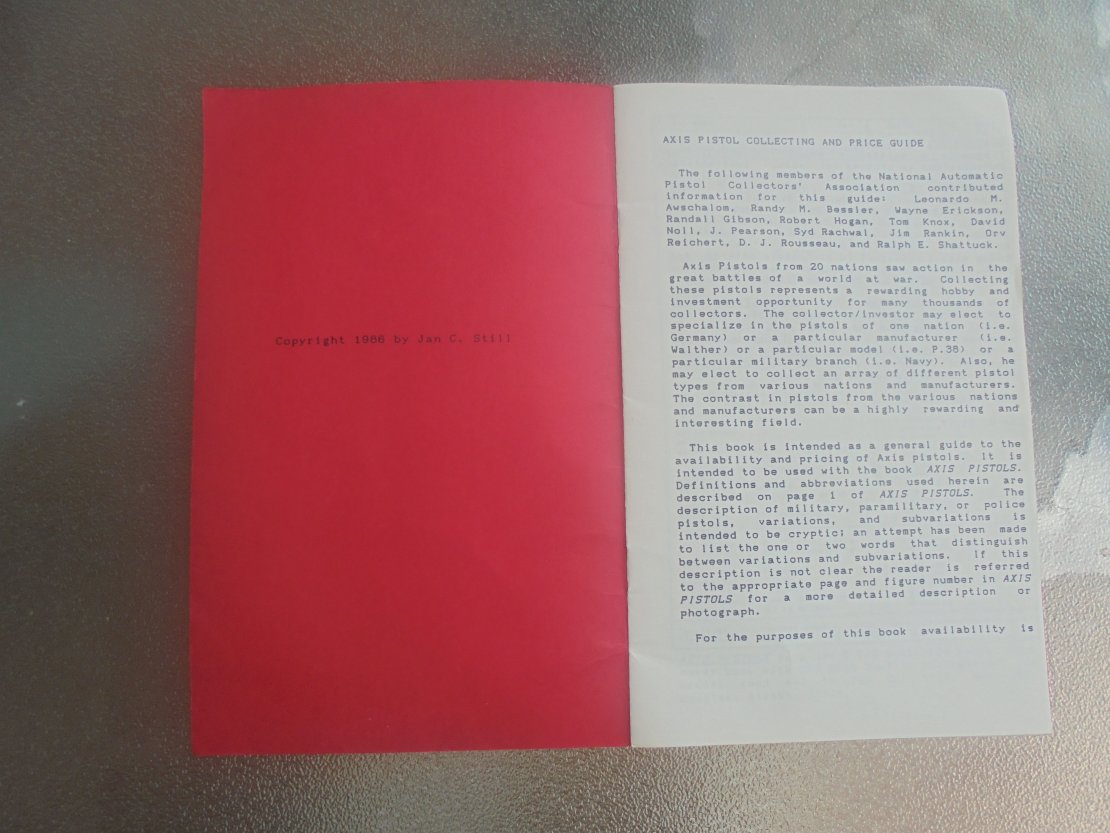 Copyright 1986 by Jan C. Still
AXIS PISTOL COLLECTING AND PRICE GUIDE
The following members of the National Automatic
Pistol Collectors' Association contributed
information for this guide: Leonardo M.
Awschalom, Randy M. Bessler, Wayne Erickson,
Randall Gibson, Robert Hogan, Tom Knox, David
Noll, J. Pearson, Syd Rachwal, Jim Rankin, Orv
Reichert, D. J. Rousseau, and Ralph E. Shattuck.
Axis Pistols from 20 nations saw action in the
great battles of a world at war. Collecting
these pistols represents a rewarding hobby and
investment opportunity for many thousands of
collectors. The collector/investor may elect to
specialize in the pistols of one nation (i.e.
Germany) or a particular manufacturer (i.e.
Walther) or a particular model (i.e. P.38) or a
particular military branch (i.e. Navy). Also, he
may elect to collect an array of different pistol
types from various nations and manufacturers.
The contrast in pistols from the various nations
and manufacturers can be a highly rewarding and
interesting field.
This book is intended as a general guide to the
availability and pricing of Axis pistols. It is
intended to be used with the book AXIS PISTOLS.
Definitions and abbreviations used herein are
described on page 1 of AXIS PISTOLS. The
description of military, paramilitary, or police
pistols, variations, and subvariations is
intended to be cryptic; an attempt has been made
to list the one or two words that distinguish
between variations and subvariations. If this
description is not clear the reader is referred
to the appropriate page and figure number in AXIS
PISTOLS for a more detailed description or
photograph.
For the purposes of this book availability is